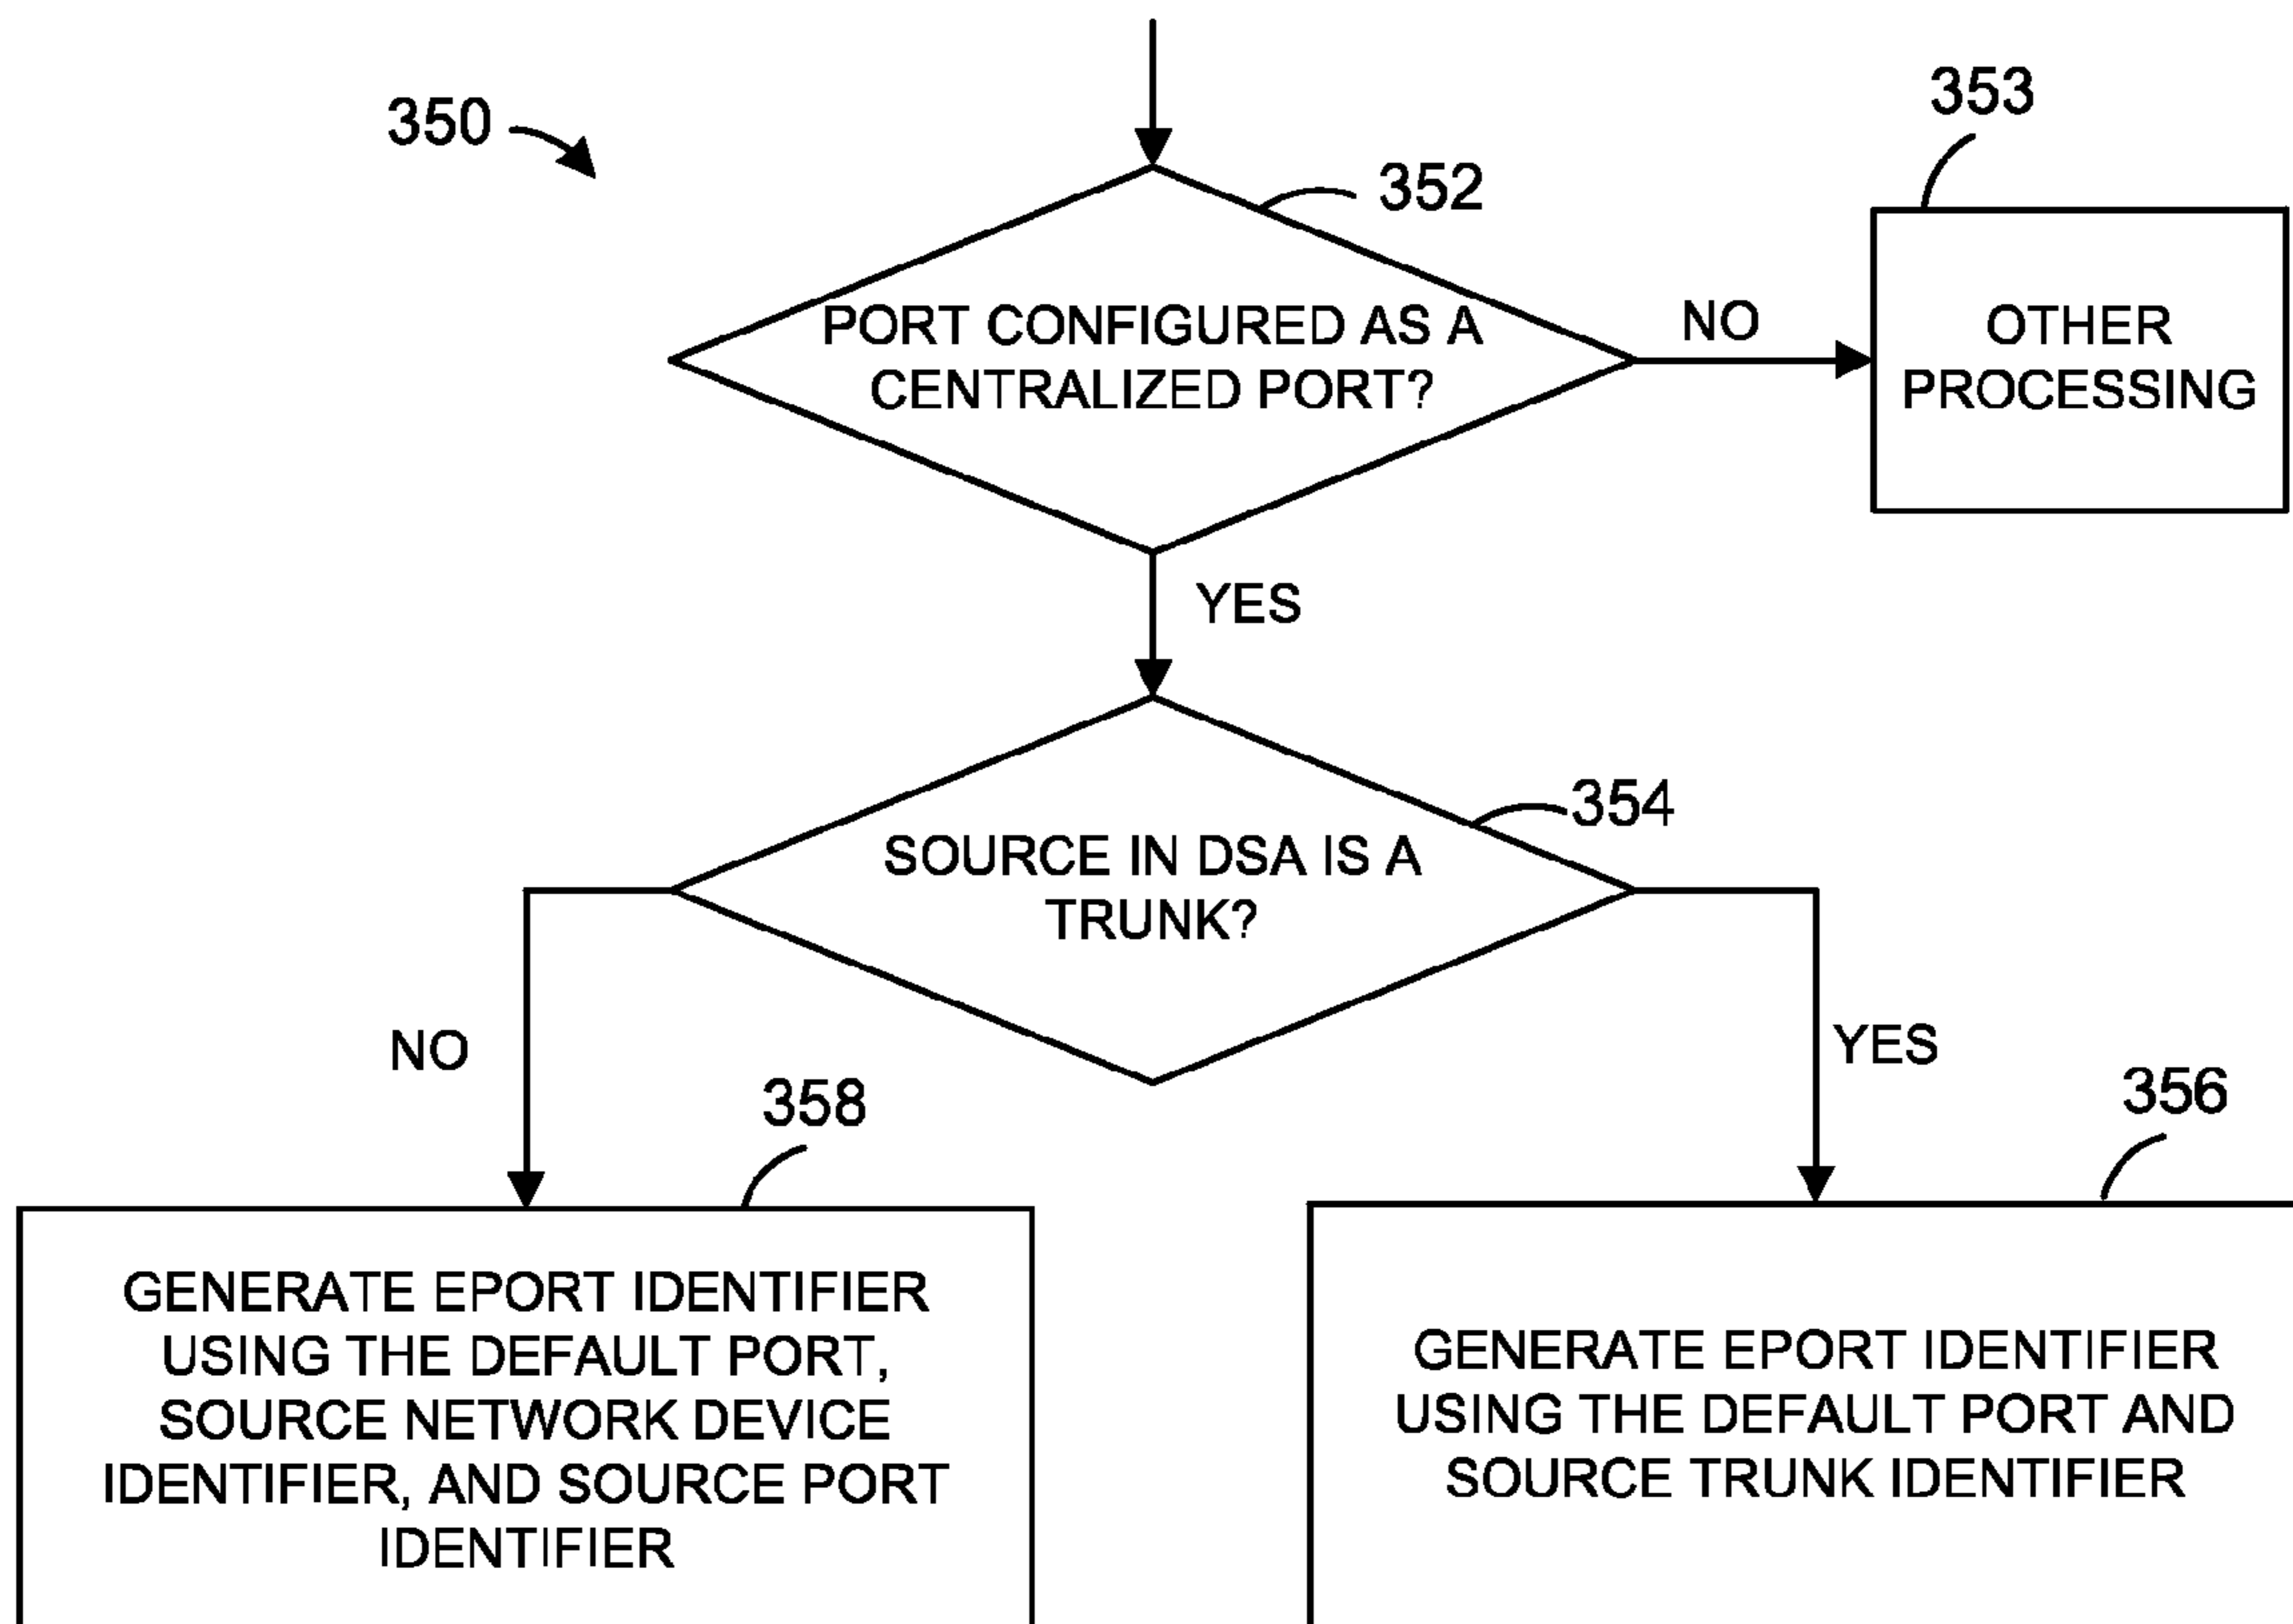 350
352
353
PORT CONFIGURED AS A
CENTRALIZED PORT?
NO
OTHER
PROCESSING
YES
354
SOURCE IN DSA IS A
TRUNK?
NO
YES
358
356
GENERATE EPORT IDENTIFIER
USING THE DEFAULT PORT,
SOURCE NETWORK DEVICE
IDENTIFIER, AND SOURCE PORT
IDENTIFIER
GENERATE EPORT IDENTIFIER
USING THE DEFAULT PORT AND
SOURCE TRUNK IDENTIFIER